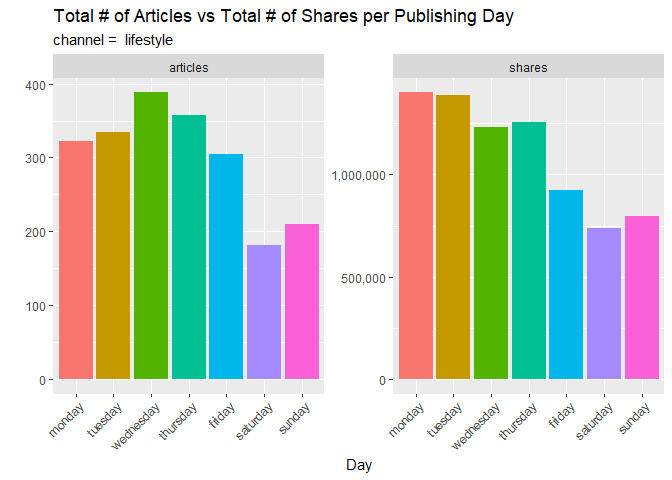 Total # of Articles vs Total # of Shares per Publishing Day
channel =  lifestyle
articles
shares
400
300
200
100
0
1,000,000
500,000
0
monday
tuesday
wednesday
thursday
friday
saturday
sunday
monday
tuesday
wednesday
thursday
friday
saturday
sunday
Day